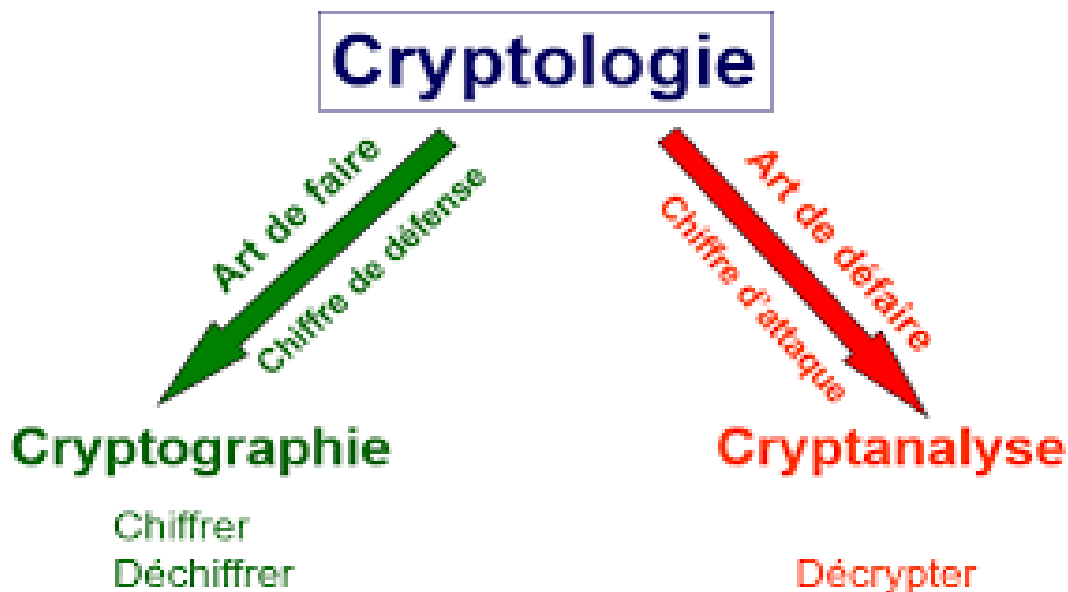 Cryptologie
Art de faire
Chiffre de défense
Art de défaire
Chiffre d'attaque
Cryptographie
Cryptanalyse
Chiffrer
Déchiffrer
Décrypter